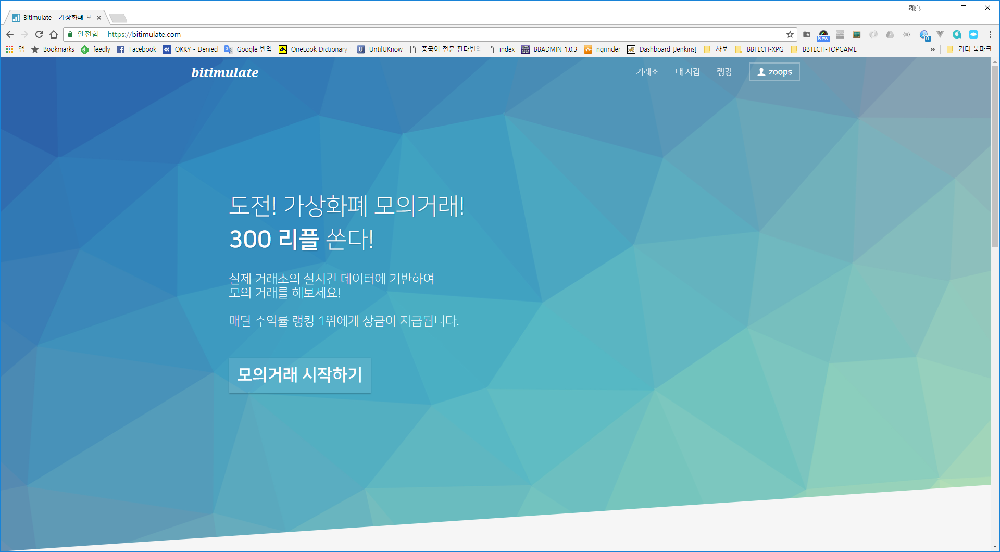 제흠
Bitimulate - 가상화폐 모
안전함 https://bitimulate.com
New
0
앱 Bookmarks feedly Facebook OKKY - Denied Google 번역 OneLook Dictionary UntilUKnow 중국어 전문 판다번역 index BBADMIN 1.0.3 ngrinder Dashboard [Jenkins] 사보 BBTECH-XPG BBTECH-TOPGAME » 기타 북마크
bitimulate 거래소 내 지갑 랭킹 zoops
도전! 가상화폐 모의거래!
300 리플 쏜다!
실제 거래소의 실시간 데이터에 기반하여
모의 거래를 해보세요!
매달 수익률 랭킹 1위에게 상금이 지급됩니다.
모의거래 시작하기